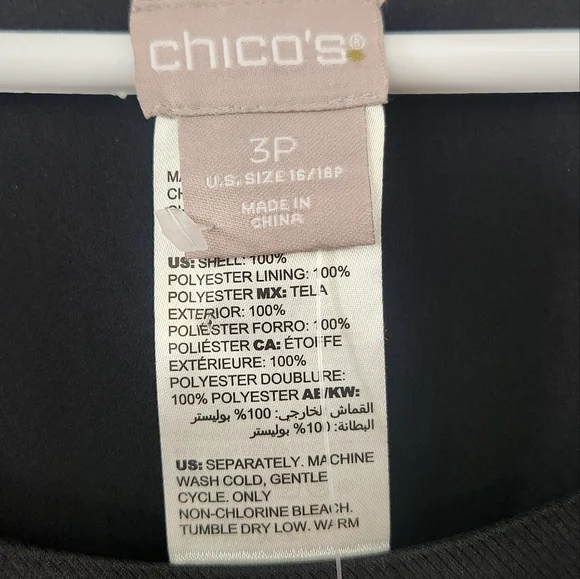 chico's®
3P
U.S. SIZE 16/18P
MADE IN
CHINA
US: SHELL: 100%
POLYESTER LINING: 100%
POLYESTER MX: TELA
EXTERIOR: 100%
POLIÉSTER FORRO: 100%
POLIÉSTER CA: ÉTOFFE
EXTÉRIEURE: 100%
POLYESTER DOUBLURE:
100% POLYESTER AE/KW:
القماش الخارجي: 100% بوليستر
البطانة: 100% بوليستر
US: SEPARATELY. MACHINE
WASH COLD, GENTLE
CYCLE. ONLY
NON-CHLORINE BLEACH.
TUMBLE DRY LOW. WARM